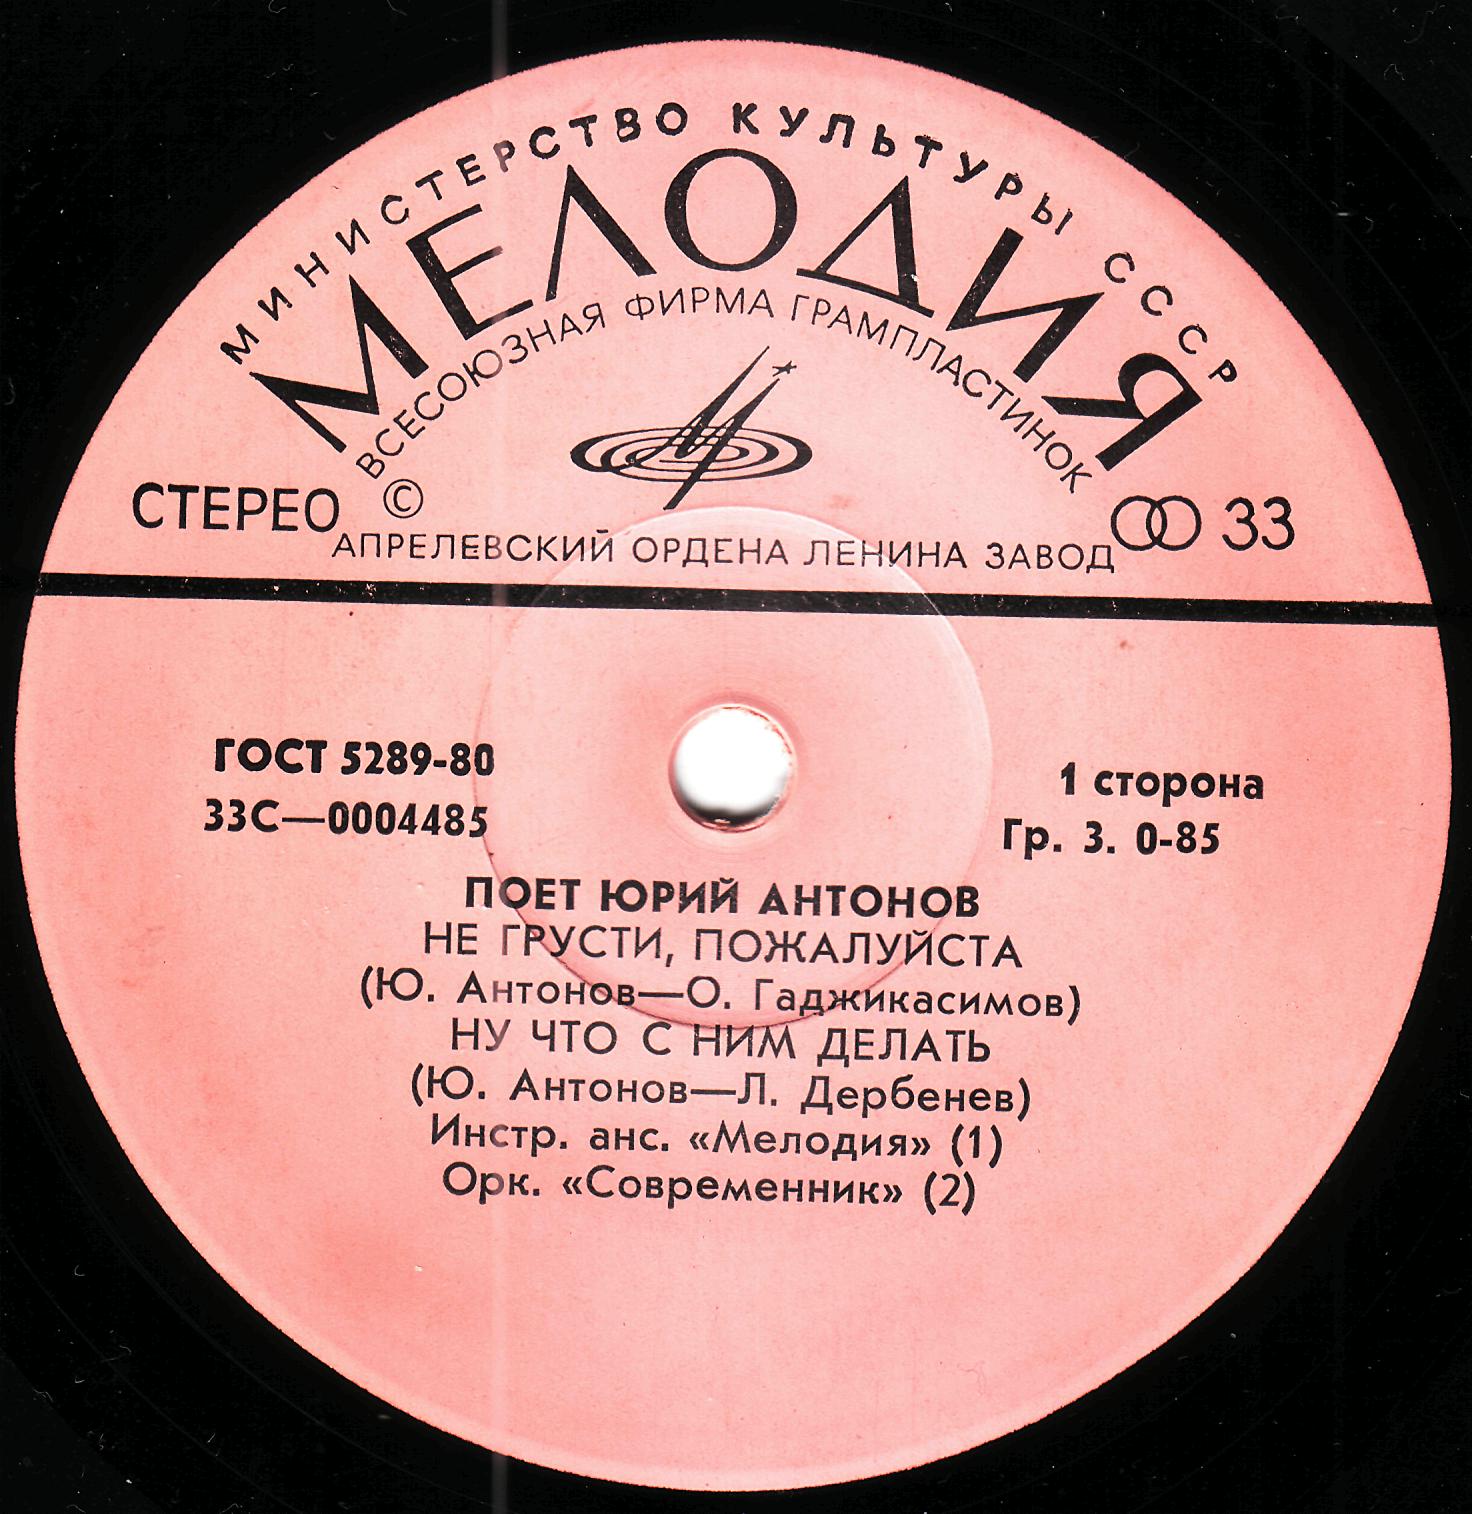 МИНИСТЕРСТВО КУЛЬТУРЫ СССР
МЕЛОДИЯ
ВСЕСОЮЗНАЯ ФИРМА ГРАМПЛАСТИНОК
СТЕРЕО © 33
АПРЕЛЕВСКИЙ ОРДЕНА ЛЕНИНА ЗАВОД
ГОСТ 5289-80
33С—0004485
1 сторона
Гр. 3. 0-85
ПОЕТ ЮРИЙ АНТОНОВ
НЕ ГРУСТИ, ПОЖАЛУЙСТА
(Ю. Антонов—О. Гаджикасимов)
НУ ЧТО С НИМ ДЕЛАТЬ
(Ю. Антонов—Л. Дербенев)
Инстр. анс. «Мелодия» (1)
Орк. «Современник» (2)